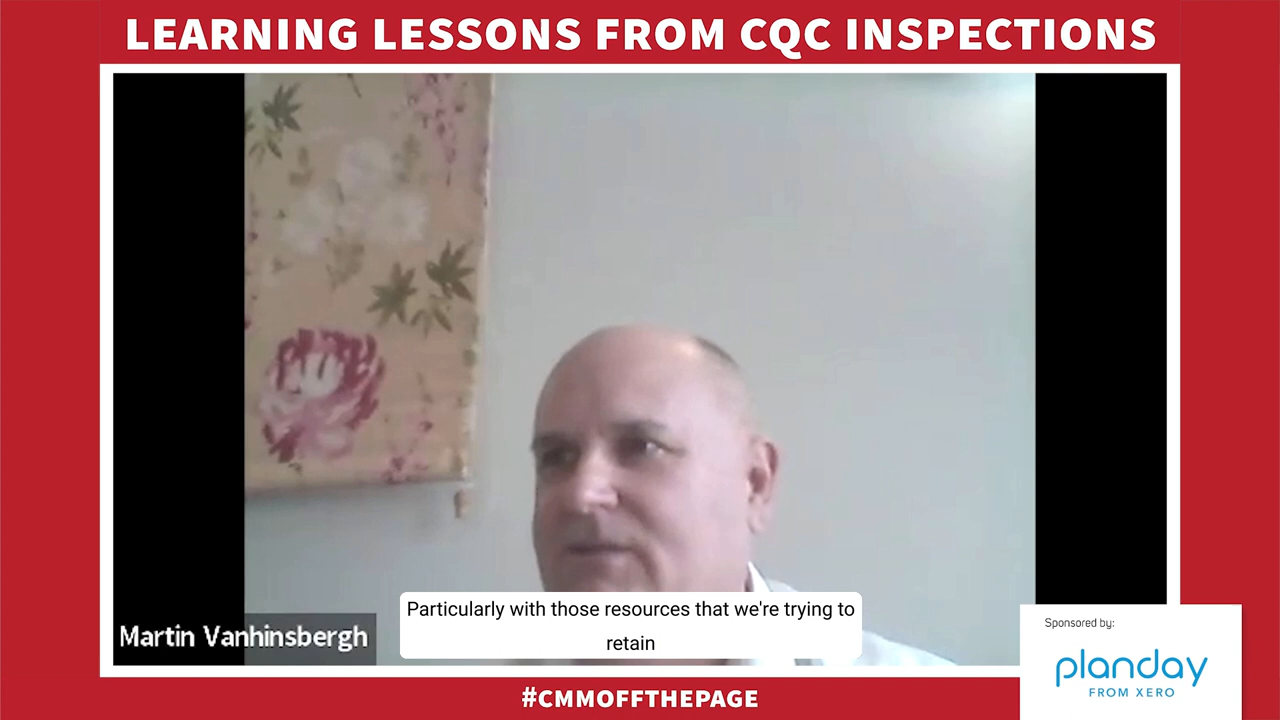 LEARNING LESSONS FROM CQC INSPECTIONS
Martin Vanhinsbergh
Particularly with those resources that we're trying to
retain
Sponsored by:
planday
FROM XERO
#CMMOFFTHEPAGE